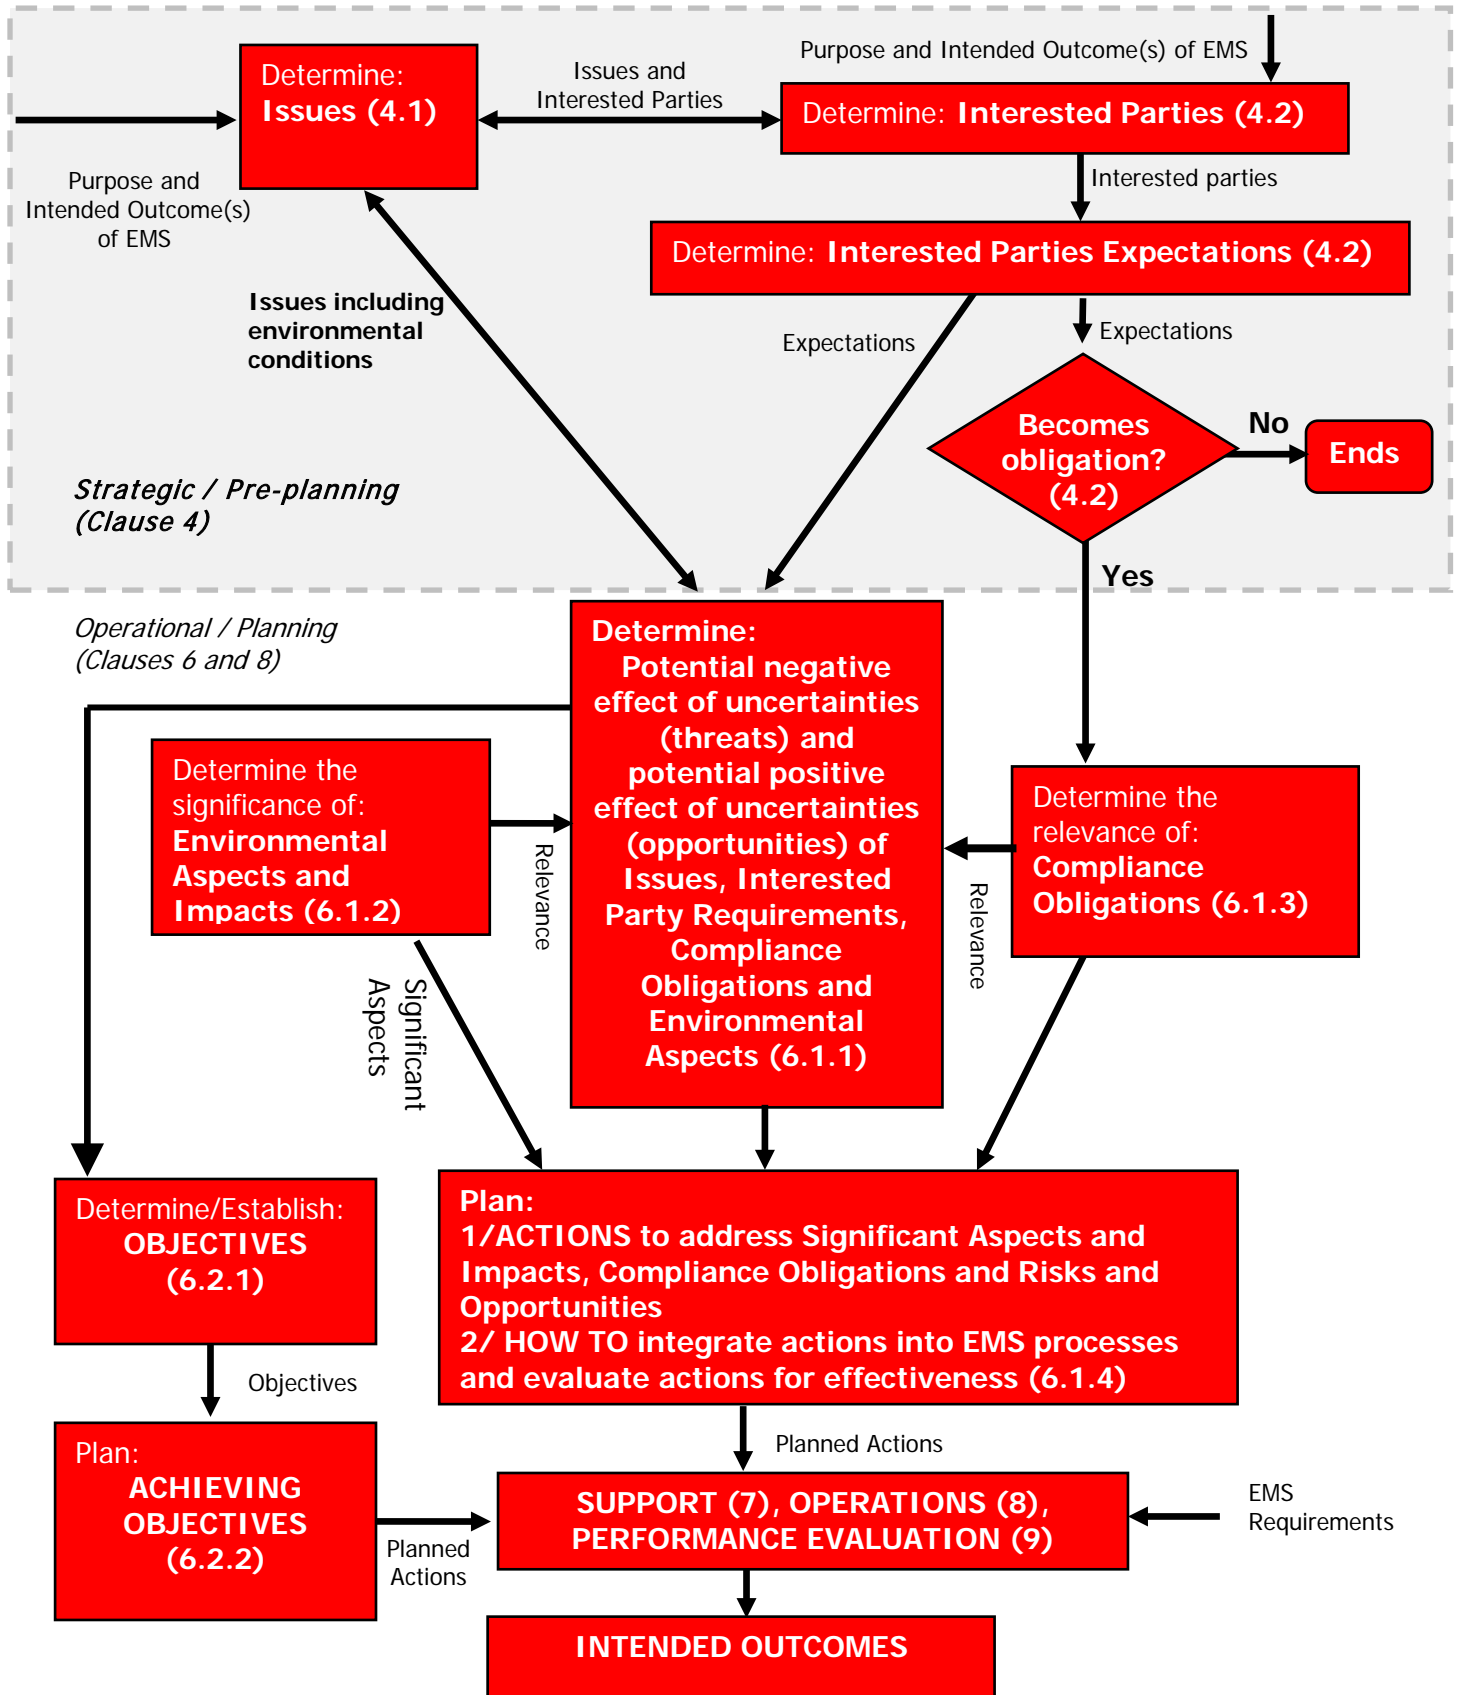 Purpose and Intended Outcome(s) of EMS
Determine:
Issues (4.1)
Issues and
Interested Parties
Determine: Interested Parties (4.2)
Purpose and
Intended Outcome(s)
of EMS
Interested parties
Determine: Interested Parties Expectations (4.2)
Issues including
environmental
conditions
Expectations
Expectations
Becomes
obligation?
(4.2)
No
Ends
Strategic / Pre-planning
(Clause 4)
Yes
Operational / Planning
(Clauses 6 and 8)
Determine:
Potential negative
effect of uncertainties
(threats) and
potential positive
effect of uncertainties
(opportunities) of
Issues, Interested
Party Requirements,
Compliance
Obligations and
Environmental
Aspects (6.1.1)
Determine the
significance of:
Environmental
Aspects and
Impacts (6.1.2)
Relevance
Determine the
relevance of:
Compliance
Obligations (6.1.3)
Relevance
Significant
Aspects
Determine/Establish:
OBJECTIVES
(6.2.1)
Plan:
1/ACTIONS to address Significant Aspects and
Impacts, Compliance Obligations and Risks and
Opportunities
2/ HOW TO integrate actions into EMS processes
and evaluate actions for effectiveness (6.1.4)
Objectives
Plan:
ACHIEVING
OBJECTIVES
(6.2.2)
Planned Actions
Planned
Actions
SUPPORT (7), OPERATIONS (8),
PERFORMANCE EVALUATION (9)
EMS
Requirements
INTENDED OUTCOMES